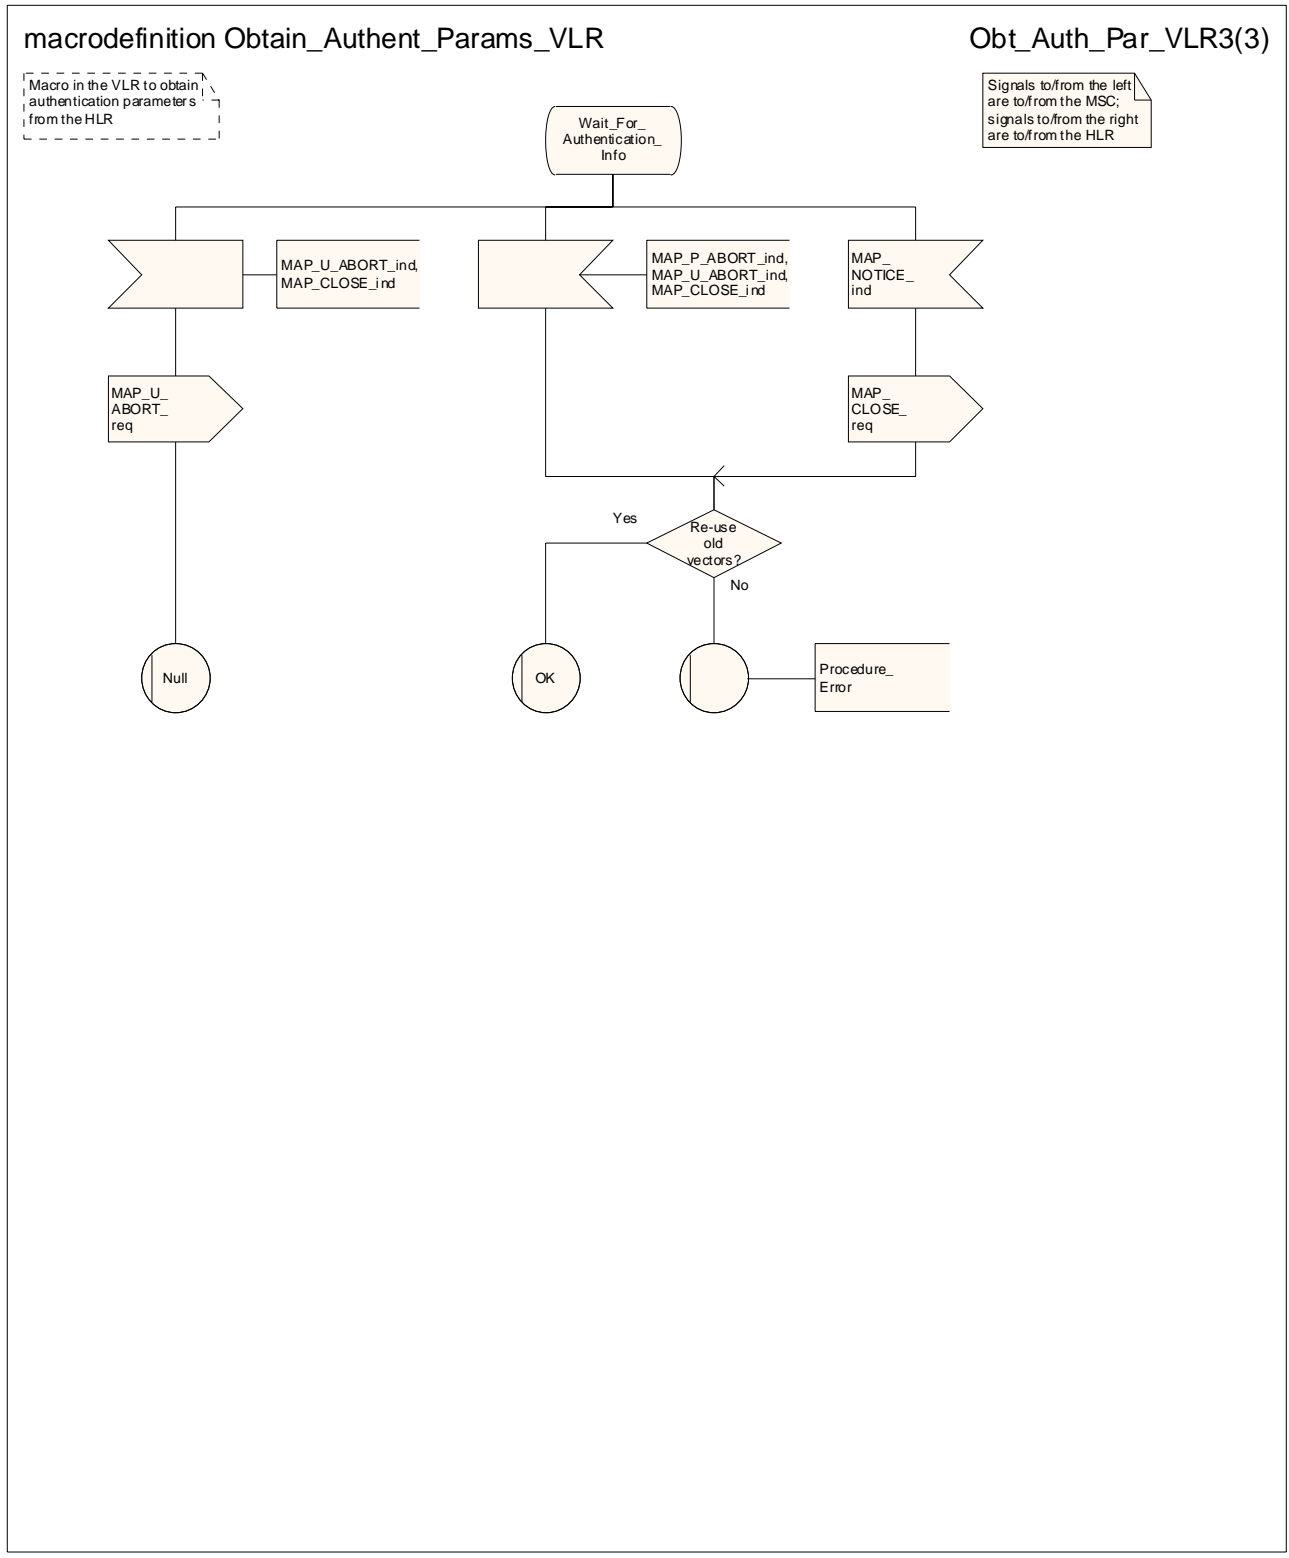 macrodefinition Obtain_Authent_Params_VLR
Obt_Auth_Par_VLR3(3)
Macro in the VLR to obtain
authentication parameters
from the HLR
Signals to/from the left
are to/from the MSC;
signals to/from the right
are to/from the HLR
Wait_For_
Authentication_
Info
MAP_U_ABORT_ind,
MAP_CLOSE_ind
MAP_P_ABORT_ind,
MAP_U_ABORT_ind,
MAP_CLOSE_ind
MAP_
NOTICE_
ind
MAP_U_
ABORT_
req
MAP_
CLOSE_
req
Yes
Re-use
old
vectors?
No
Null
OK
Procedure_
Error